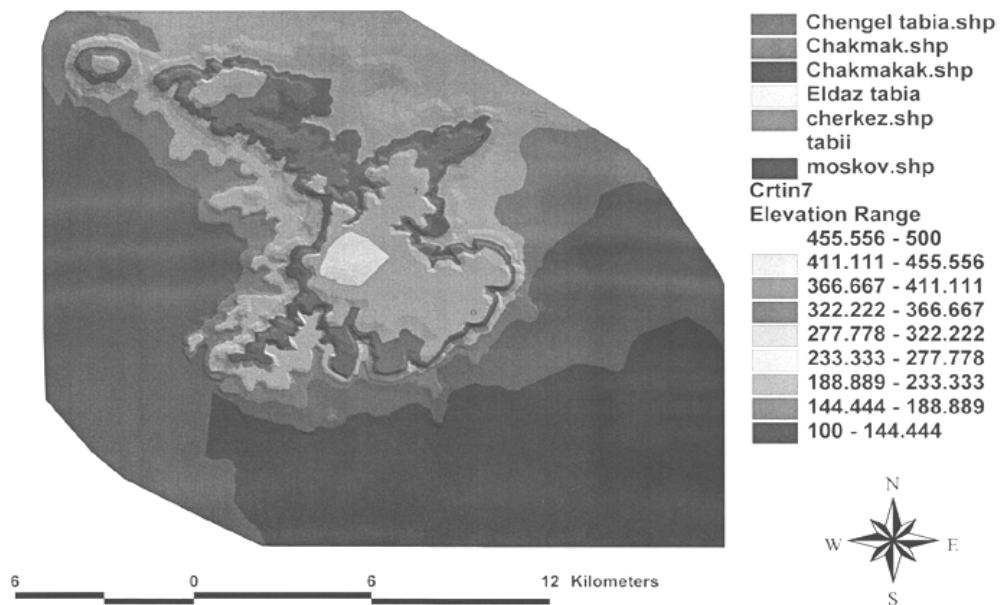 Chengel tabia.shp
Chakmak.shp
Chakmakak.shp
Eldaz tabia
cherkez.shp
tabii
moskov.shp
Crtin7
Elevation Range
455.556 - 500
411.111 - 455.556
366.667 - 411.111
322.222 - 366.667
277.778 - 322.222
233.333 - 277.778
188.889 - 233.333
144.444 - 188.889
100 - 144.444
N
W E
S
6 0 6 12 Kilometers